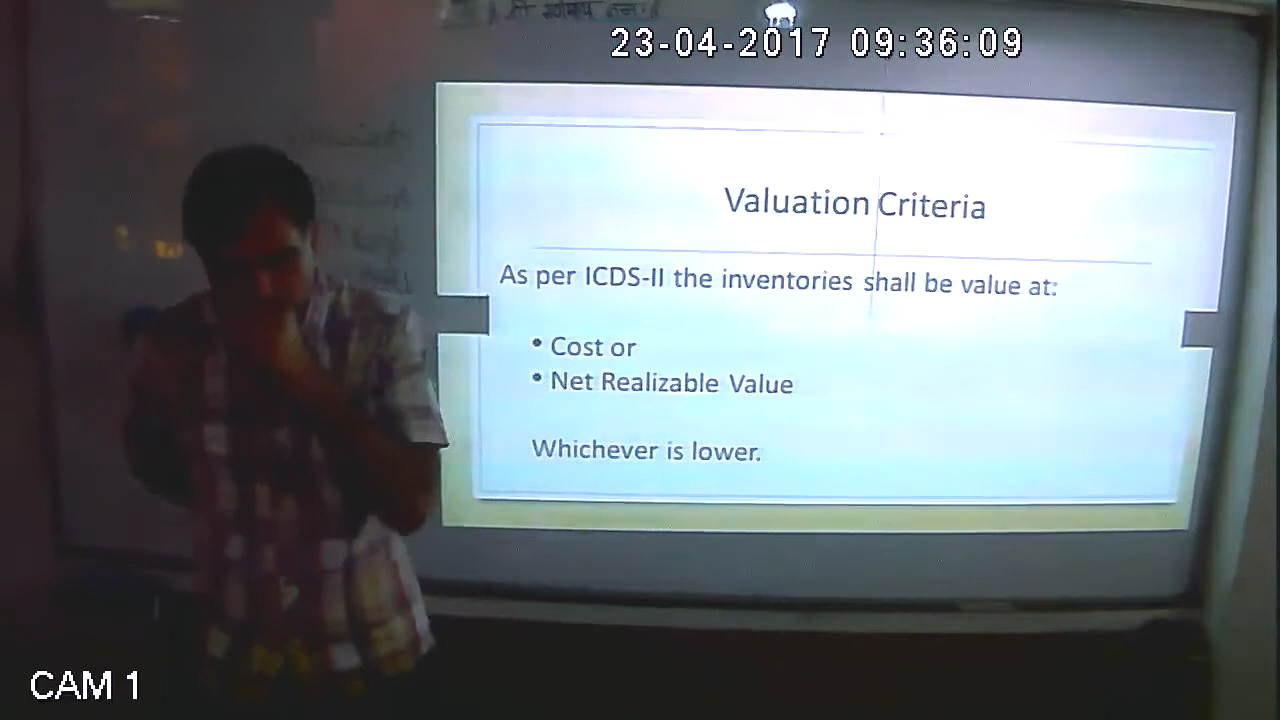 23-04-2017 09:36:09
Valuation Criteria
As per ICDS-II the inventories shall be value at:
• Cost or
• Net Realizable Value
Whichever is lower.
CAM 1